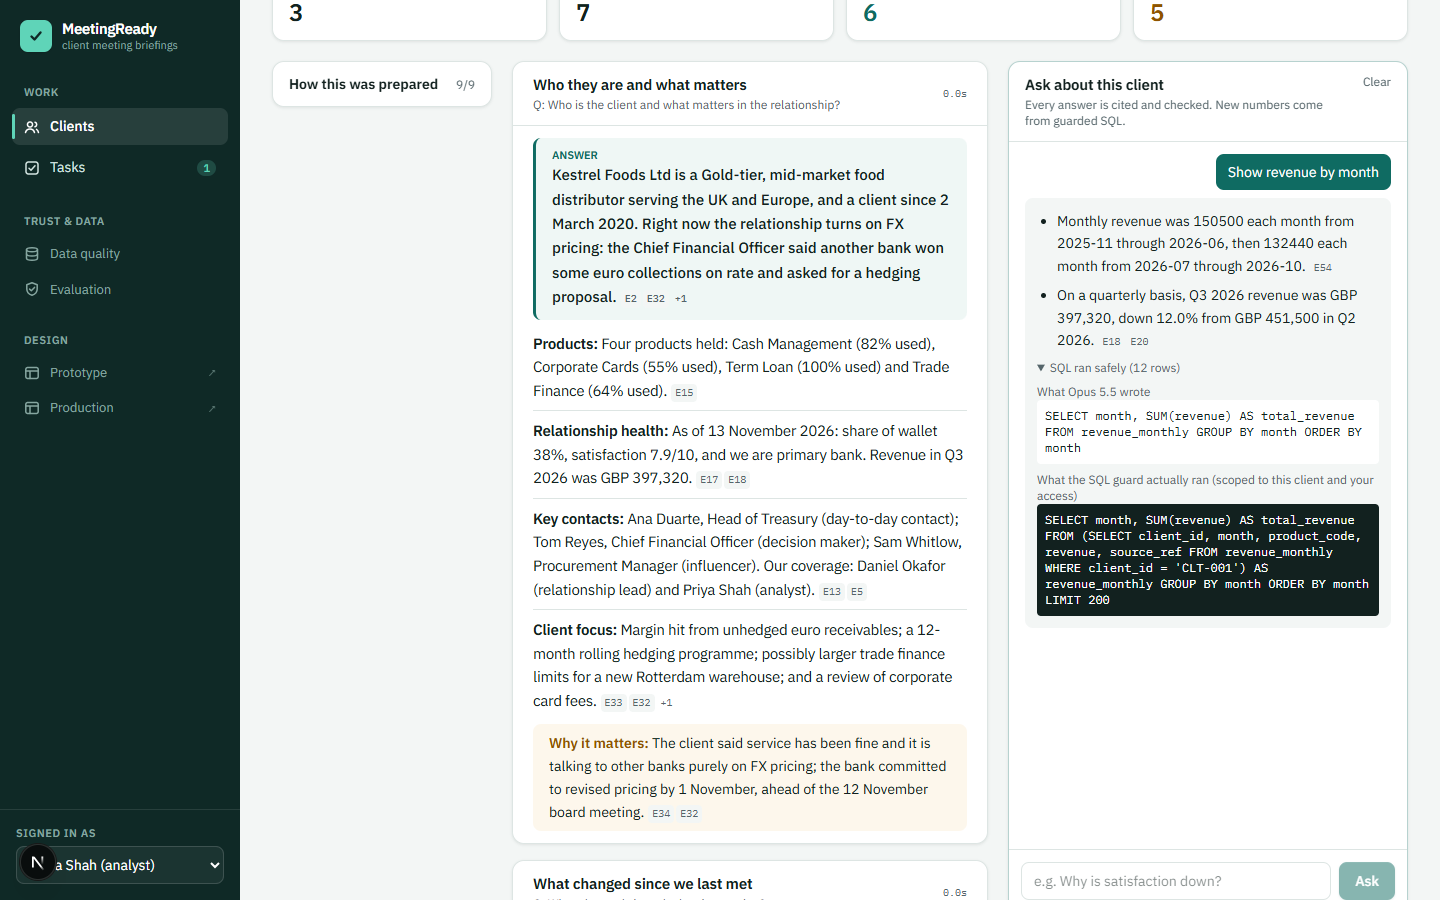 MeetingReady
client meeting briefings
WORK
Clients
Tasks
1
TRUST & DATA
Data quality
Evaluation
DESIGN
Prototype ↗
Production ↗
SIGNED IN AS
N
a Shah (analyst)
3
7
6
5
How this was prepared 9/9
Who they are and what matters
Q: Who is the client and what matters in the relationship?
0.0s
ANSWER
Kestrel Foods Ltd is a Gold-tier, mid-market food
distributor serving the UK and Europe, and a client since 2
March 2020. Right now the relationship turns on FX
pricing: the Chief Financial Officer said another bank won
some euro collections on rate and asked for a hedging
proposal. E2 E32 +1
Products: Four products held: Cash Management (82% used),
Corporate Cards (55% used), Term Loan (100% used) and Trade
Finance (64% used). E15
Relationship health: As of 13 November 2026: share of wallet
38%, satisfaction 7.9/10, and we are primary bank. Revenue in Q3
2026 was GBP 397,320. E17 E18
Key contacts: Ana Duarte, Head of Treasury (day-to-day contact);
Tom Reyes, Chief Financial Officer (decision maker); Sam Whitlow,
Procurement Manager (influencer). Our coverage: Daniel Okafor
(relationship lead) and Priya Shah (analyst). E13 E5
Client focus: Margin hit from unhedged euro receivables; a 12-
month rolling hedging programme; possibly larger trade finance
limits for a new Rotterdam warehouse; and a review of corporate
card fees. E33 E32 +1
Why it matters: The client said service has been fine and it is
talking to other banks purely on FX pricing; the bank committed
to revised pricing by 1 November, ahead of the 12 November
board meeting. E34 E32
What changed since we last met
0.0s
Ask about this client
Clear
Every answer is cited and checked. New numbers come
from guarded SQL.
Show revenue by month
• Monthly revenue was 150500 each month from
2025-11 through 2026-06, then 132440 each
month from 2026-07 through 2026-10. E54
• On a quarterly basis, Q3 2026 revenue was GBP
397,320, down 12.0% from GBP 451,500 in Q2
2026. E18 E20
▼ SQL ran safely (12 rows)
What Opus 5.5 wrote
SELECT month, SUM(revenue) AS total_revenue
FROM revenue_monthly GROUP BY month ORDER BY
month
What the SQL guard actually ran (scoped to this client and your
access)
SELECT month, SUM(revenue) AS total_revenue
FROM (SELECT client_id, month, product_code,
revenue, source_ref FROM revenue_monthly
WHERE client_id = 'CLT-001') AS
revenue_monthly GROUP BY month ORDER BY month
LIMIT 200
e.g. Why is satisfaction down?
Ask